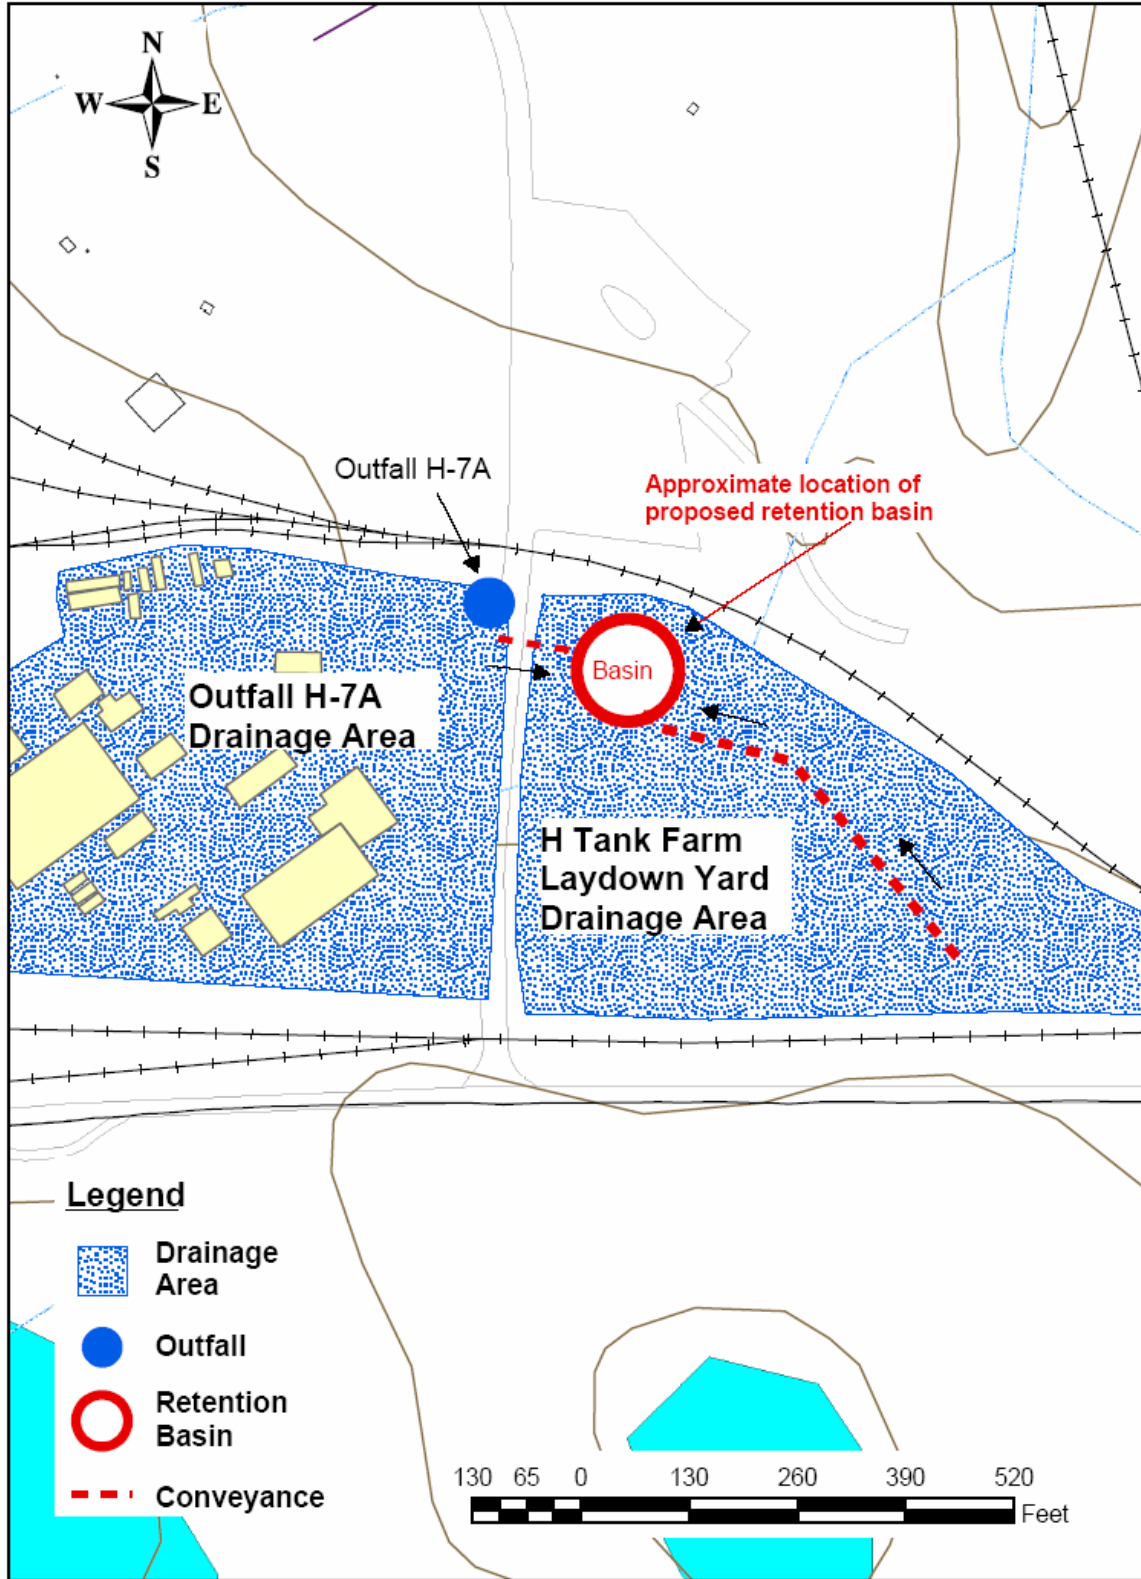 N
W E
S
Outfall H-7A
Approximate location of
proposed retention basin
Basin
Outfall H-7A
Drainage Area
H Tank Farm
Laydown Yard
Drainage Area
Legend
Drainage
Area
Outfall
Retention
Basin
Conveyance
130 65 0 130 260 390 520
Feet